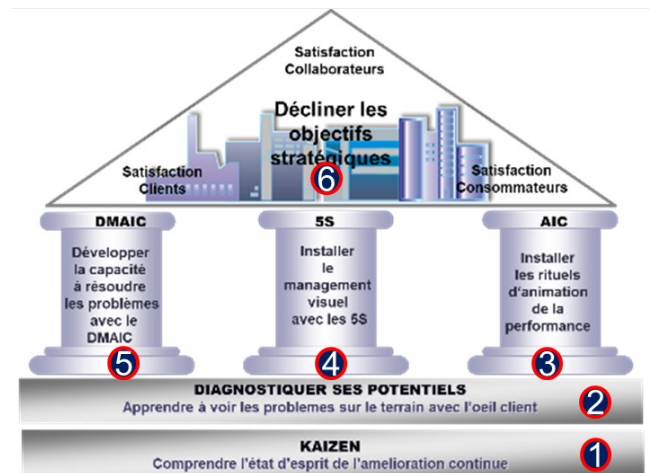 Satisfaction
Collaborateurs
Décliner les
objectifs
stratégiques
Satisfaction
Clients
Satisfaction
Consommateurs
6
DMAIC
Développer
la capacité
à résoudre
les problèmes
avec le
DMAIC
5
5S
Installer
le
management
visuel
avec les 5S
4
AIC
Installer
les rituels
d'animation
de la
performance
3
DIAGNOSTIQUER SES POTENTIELS
Apprendre à voir les problemes sur le terrain avec l'oeil client
2
KAIZEN
Comprendre l'état d'esprit de l'amelioration continue
1